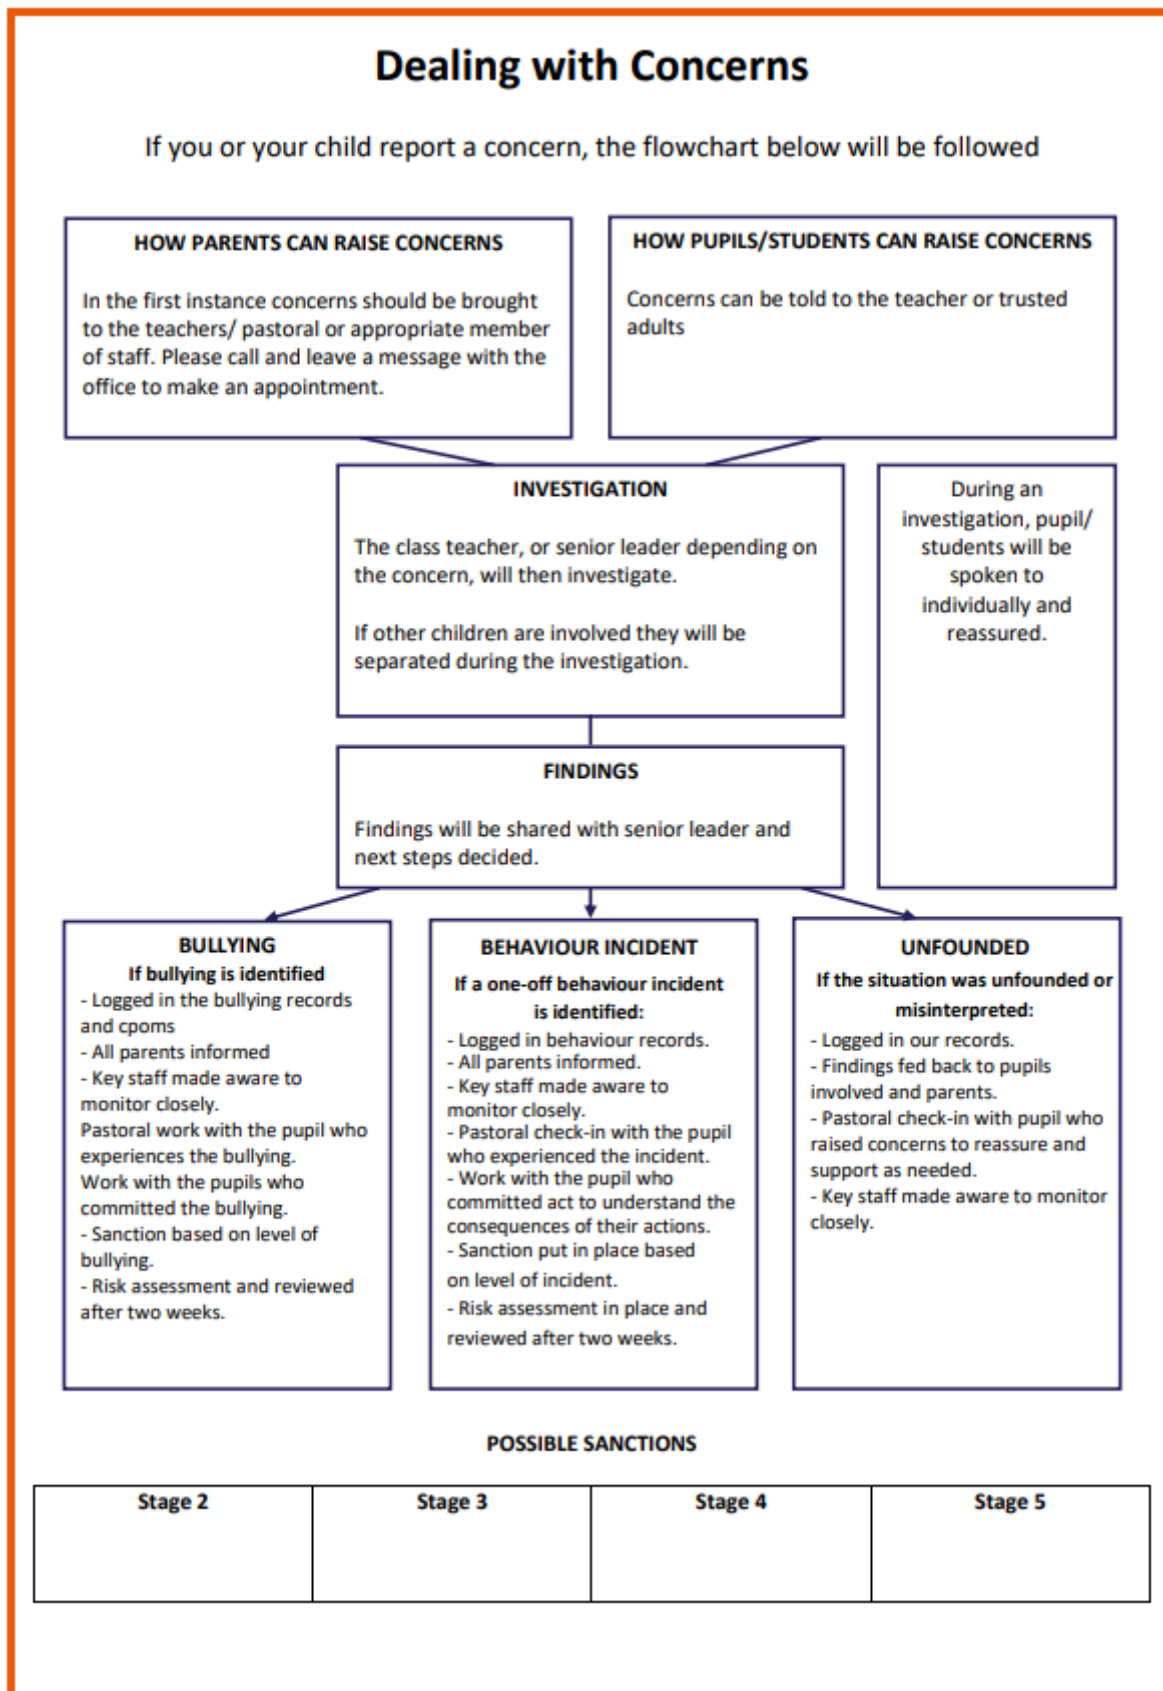 Dealing with Concerns
If you or your child report a concern, the flowchart below will be followed
HOW PARENTS CAN RAISE CONCERNS
In the first instance concerns should be brought
to the teachers/ pastoral or appropriate member
of staff. Please call and leave a message with the
office to make an appointment.
HOW PUPILS/STUDENTS CAN RAISE CONCERNS
Concerns can be told to the teacher or trusted
adults
INVESTIGATION
The class teacher, or senior leader depending on
the concern, will then investigate.
If other children are involved they will be
separated during the investigation.
During an
investigation, pupil/
students will be
spoken to
individually and
reassured.
FINDINGS
Findings will be shared with senior leader and
next steps decided.
BULLYING
If bullying is identified
- Logged in the bullying records
and cpoms
- All parents informed
- Key staff made aware to
monitor closely.
Pastoral work with the pupil who
experiences the bullying.
Work with the pupils who
committed the bullying.
- Sanction based on level of
bullying.
- Risk assessment and reviewed
after two weeks.
BEHAVIOUR INCIDENT
If a one-off behaviour incident
is identified:
- Logged in behaviour records.
- All parents informed.
- Key staff made aware to
monitor closely.
- Pastoral check-in with the pupil
who experienced the incident.
- Work with the pupil who
committed act to understand the
consequences of their actions.
- Sanction put in place based
on level of incident.
- Risk assessment in place and
reviewed after two weeks.
UNFOUNDED
If the situation was unfounded or
misinterpreted:
- Logged in our records.
- Findings fed back to pupils
involved and parents.
- Pastoral check-in with pupil who
raised concerns to reassure and
support as needed.
- Key staff made aware to monitor
closely.
POSSIBLE SANCTIONS
Stage 2
Stage 3
Stage 4
Stage 5